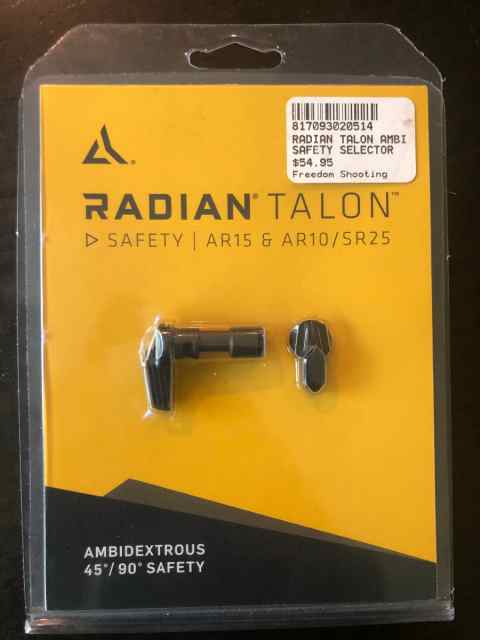 817093020514
RADIAN TALON AMBI
SAFETY SELECTOR
$54.95
Freedom Shooting
®
RADIAN® TALON™
SAFETY | AR15 & AR10/SR25
AMBIDEXTROUS
45°/90° SAFETY